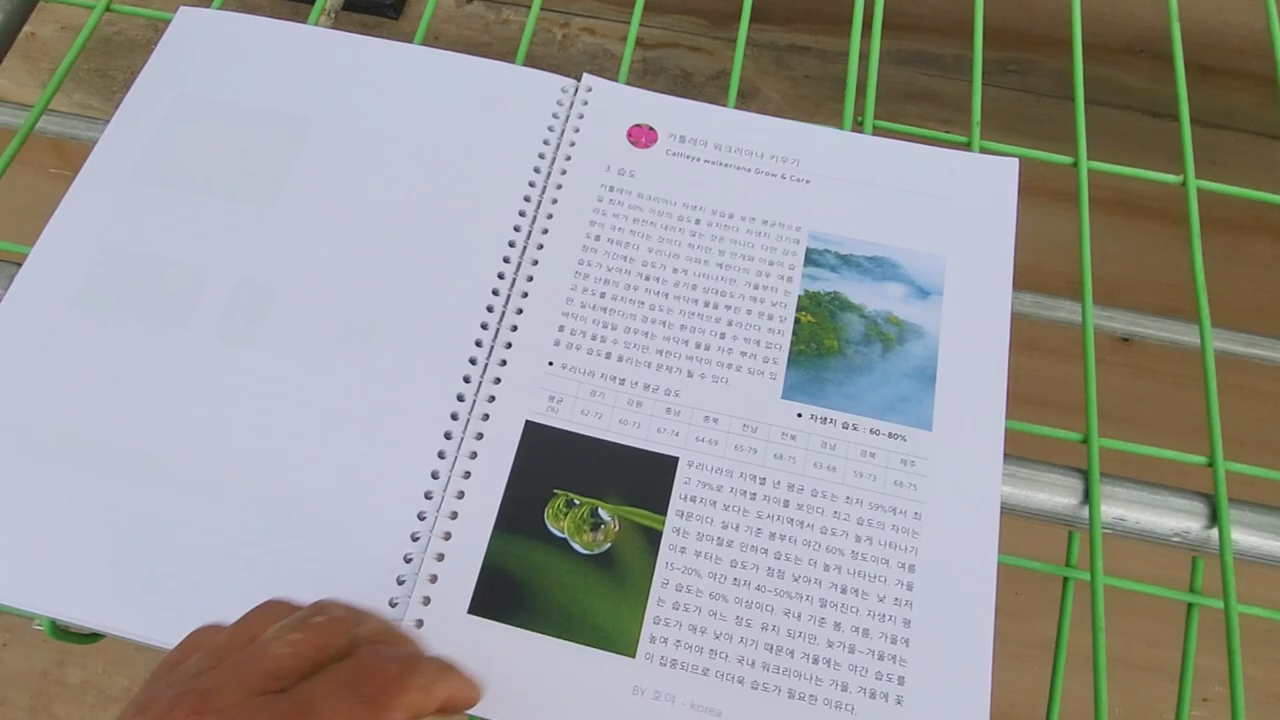 카틀레야 워크리아나 키우기
Cattleya walkeriana Grow & Care
3. 습도
카틀레야 워크리아나 자생지 모습을 보면 평균적으로
일 최저 60% 이상의 습도를 유지한다. 자생지 건기때
라도 비가 완전히 내리지 않는 것은 아니다. 다만 강수
량이 극히 적다는 것이다. 하지만, 밤 안개와 이슬이 습
도를 채워준다. 우리나라 아파트 베란다의 경우 여름
장마 기간에는 습도가 높게 나타나지만, 가을부터 는
습도가 낮아져 겨울에는 공기중 상대습도가 매우 낮다.
전문 난원의 경우 저녁에 바닥에 물을 뿌린 후 문을 닫
고 온도를 유지하면 습도는 자연적으로 올라간다. 하지
만, 실내(베란다)의 경우에는 환경이 다를 수 밖에 없다.
바닥이 타일일 경우에는 바닥에 물을 자주 뿌려 습도
를 쉽게 올릴 수 있지만, 베란다 바닥이 마루로 되어 있
을 경우 습도를 올리는데 문제가 될 수 있다.
● 자생지 습도 : 60~80%
● 우리나라 지역별 년 평균 습도
경기 강원 충남 충북 전남 전북 경남 경북 제주
평균
(%) 62-72 60-73 67-74 64-69 65-79 68-75 63-68 59-73 68-75
우리나라의 지역별 년 평균 습도는 최저 59%에서 최
고 79%로 지역별 차이를 보인다. 최고 습도의 차이는
내륙지역 보다는 도서지역에서 습도가 높게 나타나기
때문이다. 실내 기준 봄부터 야간 60% 정도이며, 여름
에는 장마철로 인하여 습도는 더 높게 나타난다. 가을
이후 부터는 습도가 점점 낮아져 겨울에는 낮 최저
15~20%, 야간 최저 40~50%까지 떨어진다. 자생지 평
균 습도는 60% 이상이다. 국내 기준 봄, 여름, 가을에
는 습도가 어느 정도 유지 되지만, 늦가을~겨울에는
습도가 매우 낮아 지기 때문에 겨울에는 야간 습도를
높여 주어야 한다. 국내 워크리아나는 가을, 겨울에 꽃
이 집중되므로 더더욱 습도가 필요한 이유다.
BY 호야 - korea